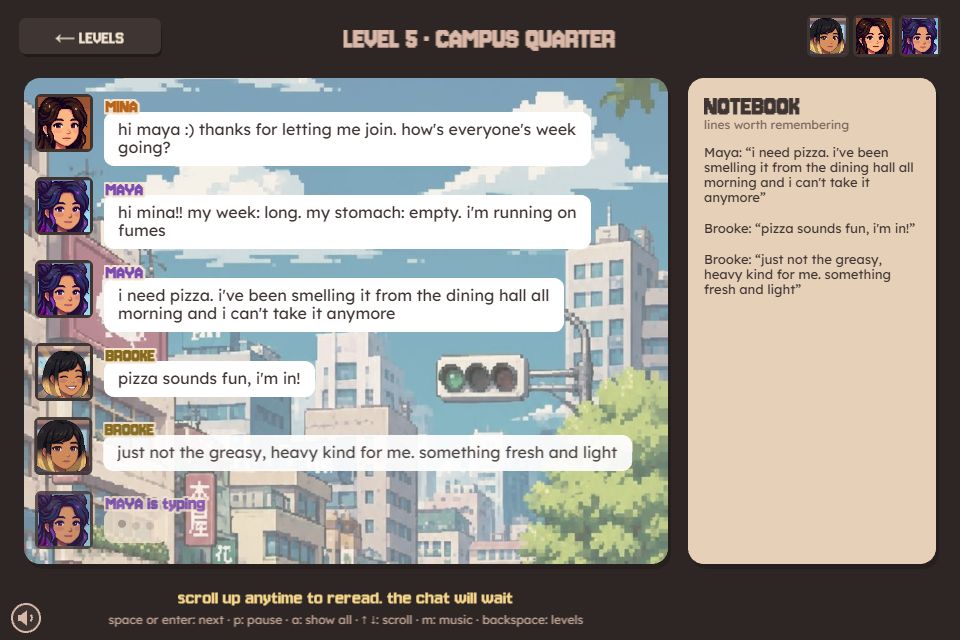 ← LEVELS
LEVEL 5 · CAMPUS QUARTER
MINA
hi maya :) thanks for letting me join. how's everyone's week
going?
MAYA
hi mina!! my week: long. my stomach: empty. i'm running on
fumes
MAYA
i need pizza. i've been smelling it from the dining hall all
morning and i can't take it anymore
BROOKE
pizza sounds fun, i'm in!
BROOKE
just not the greasy, heavy kind for me. something fresh and light
MAYA is typing
NOTEBOOK
lines worth remembering
Maya: “i need pizza. i've been
smelling it from the dining hall all
morning and i can't take it
anymore”
Brooke: “pizza sounds fun, i'm in!”
Brooke: “just not the greasy,
heavy kind for me. something
fresh and light”
scroll up anytime to reread. the chat will wait
space or enter: next · p: pause · a: show all · ↑ ↓: scroll · m: music · backspace: levels